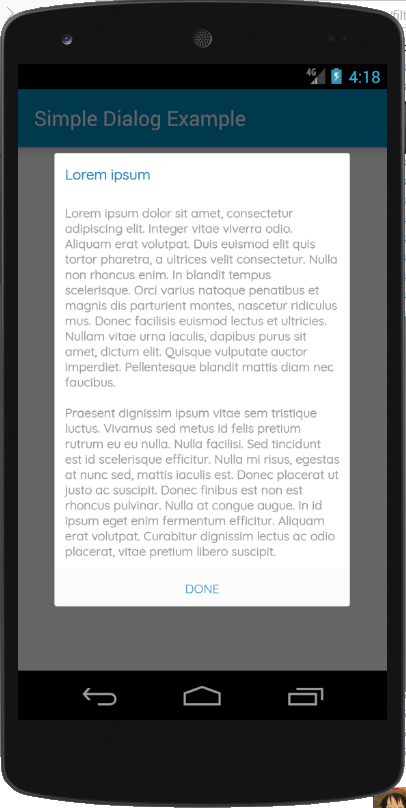 /filt
4G 4:18
Simple Dialog Example
Lorem ipsum
Lorem ipsum dolor sit amet, consectetur
adipiscing elit. Integer vitae viverra odio.
Aliquam erat volutpat. Duis euismod elit quis
tortor pharetra, a ultrices velit consectetur. Nulla
non rhoncus enim. In blandit tempus
scelerisque. Orci varius natoque penatibus et
magnis dis parturient montes, nascetur ridiculus
mus. Donec facilisis euismod lectus et ultricies.
Nullam vitae urna iaculis, dapibus purus sit
amet, dictum elit. Quisque vulputate auctor
imperdiet. Pellentesque blandit mattis diam nec
faucibus.
Praesent dignissim ipsum vitae sem tristique
luctus. Vivamus sed metus id felis pretium
rutrum eu eu nulla. Nulla facilisi. Sed tincidunt
est id scelerisque efficitur. Nulla mi risus, egestas
at nunc sed, mattis iaculis est. Donec placerat ut
justo ac suscipit. Donec finibus est non est
rhoncus pulvinar. Nulla at congue augue. In id
ipsum eget enim fermentum efficitur. Aliquam
erat volutpat. Curabitur dignissim lectus ac odio
placerat, vitae pretium libero suscipit.
DONE